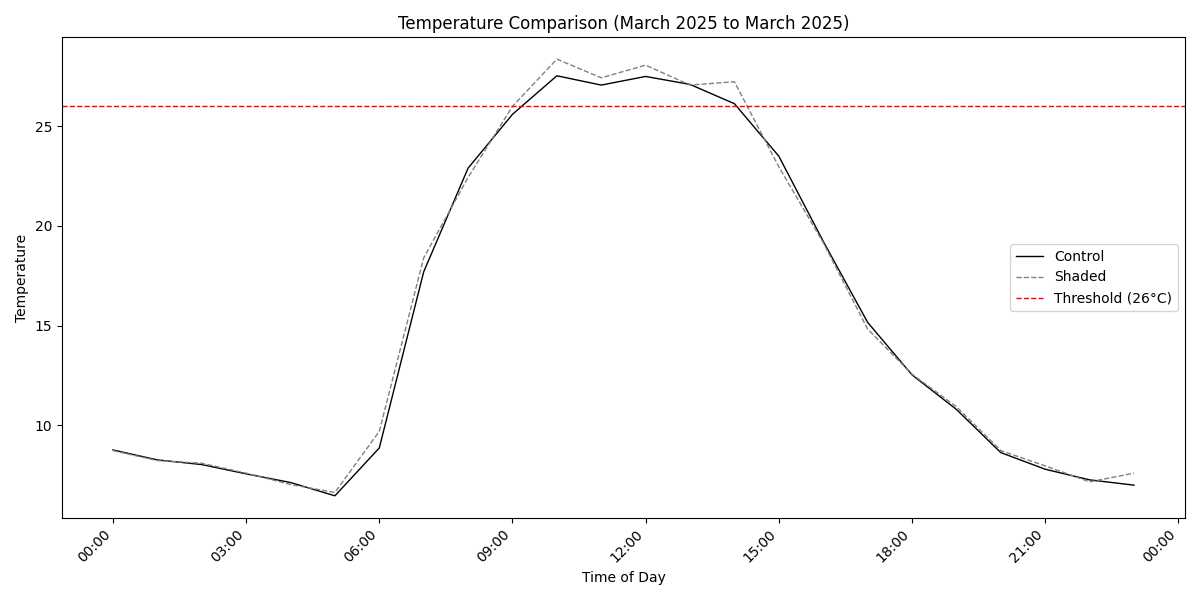 Temperature Comparison (March 2025 to March 2025)
Temperature
25
20
15
10
Control
Shaded
Threshold (26°C)
00:00
03:00
06:00
09:00
12:00
15:00
18:00
21:00
00:00
Time of Day